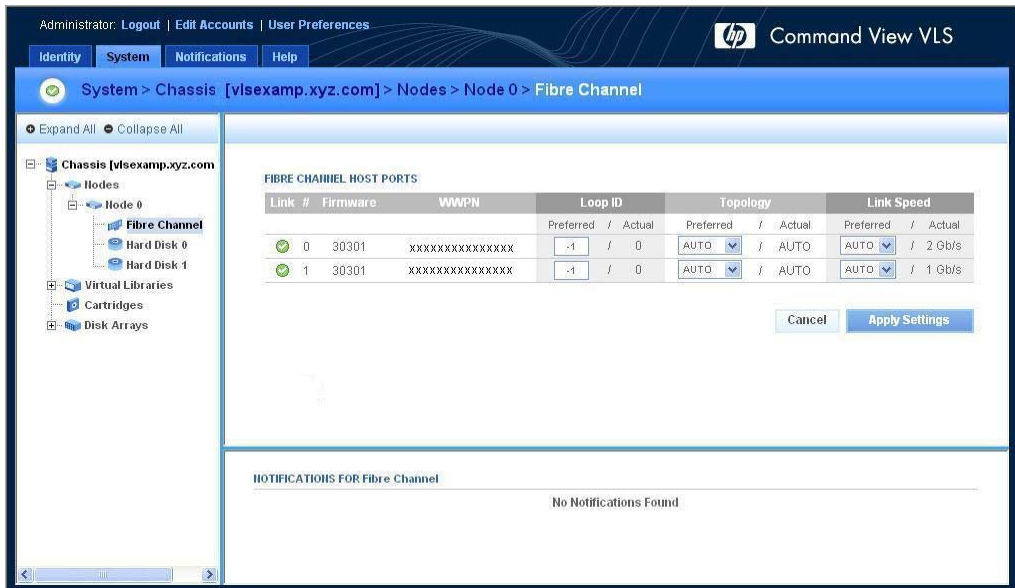 Administrator: Logout | Edit Accounts | User Preferences
hp Command View VLS
Identity System Notifications Help
System > Chassis [vlsexamp.xyz.com] > Nodes > Node 0 > Fibre Channel
Expand All Collapse All
Chassis [vlsexamp.xyz.com
Nodes
Node 0
Fibre Channel
Hard Disk 0
Hard Disk 1
Virtual Libraries
Cartridges
Disk Arrays
FIBRE CHANNEL HOST PORTS
Link # Firmware WWPN Loop ID Topology Link Speed
Preferred / Actual Preferred / Actual Preferred / Actual
0 30301 XXXXXXXXXXXXXXX -1 / 0 AUTO / AUTO AUTO / 2 Gb/s
1 30301 XXXXXXXXXXXXXXX -1 / 0 AUTO / AUTO AUTO / 1 Gb/s
Cancel Apply Settings
NOTIFICATIONS FOR Fibre Channel
No Notifications Found